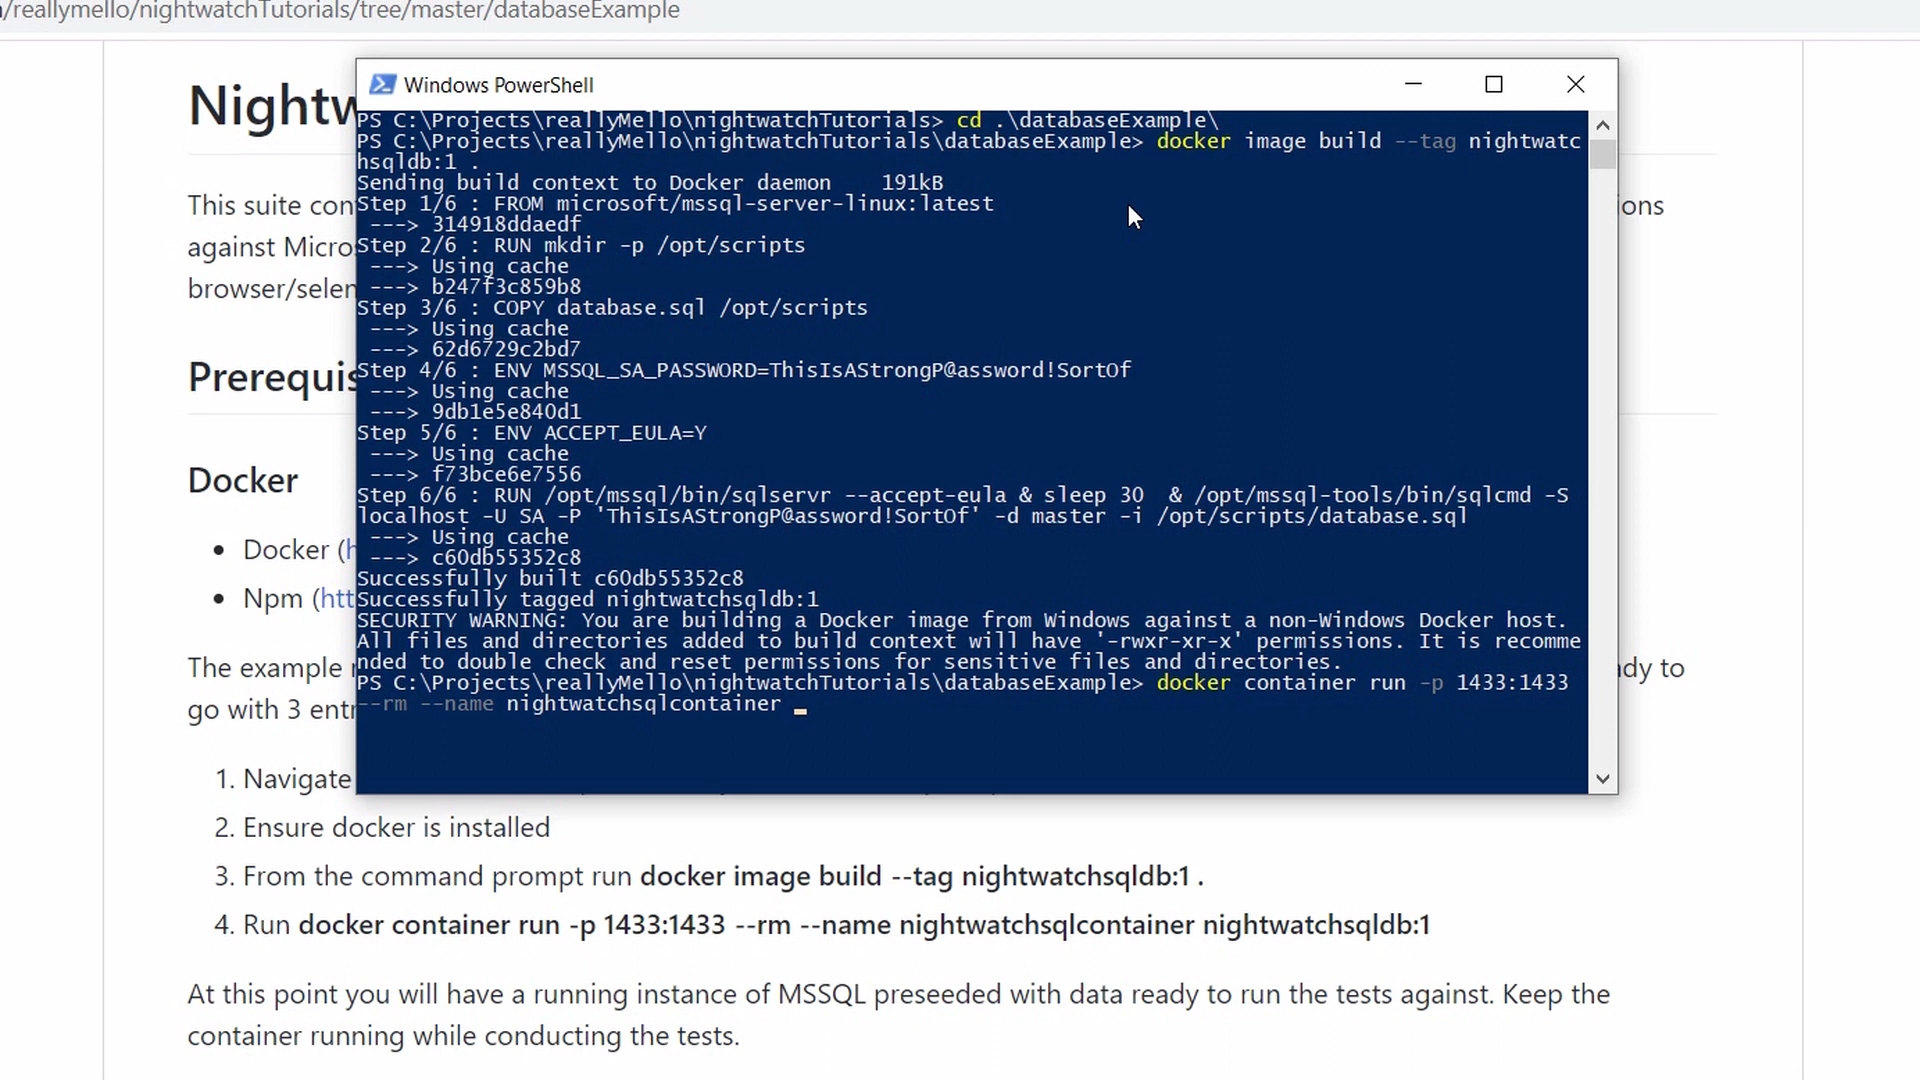 /reallymello/nightwatchTutorials/tree/master/databaseExample
Nightw
This suite con
ions
against Micros
browser/selen
Prerequis
Docker
Docker (h
Npm (htt
The example
ady to
go with 3 entr
1. Navigate
2. Ensure docker is installed
3. From the command prompt run docker image build --tag nightwatchsqldb:1 .
4. Run docker container run -p 1433:1433 --rm --name nightwatchsqlcontainer nightwatchsqldb:1
At this point you will have a running instance of MSSQL preseeded with data ready to run the tests against. Keep the
container running while conducting the tests.
Windows PowerShell
PS C:\Projects\reallyMello\nightwatchTutorials> cd .\databaseExample\
PS C:\Projects\reallyMello\nightwatchTutorials\databaseExample> docker image build --tag nightwatc
hsqldb:1 .
Sending build context to Docker daemon    191kB
Step 1/6 : FROM microsoft/mssql-server-linux:latest
 ---> 314918ddaedf
Step 2/6 : RUN mkdir -p /opt/scripts
 ---> Using cache
 ---> b247f3c859b8
Step 3/6 : COPY database.sql /opt/scripts
 ---> Using cache
 ---> 62d6729c2bd7
Step 4/6 : ENV MSSQL_SA_PASSWORD=ThisIsAStrongP@assword!SortOf
 ---> Using cache
 ---> 9db1e5e840d1
Step 5/6 : ENV ACCEPT_EULA=Y
 ---> Using cache
 ---> f73bce6e7556
Step 6/6 : RUN /opt/mssql/bin/sqlservr --accept-eula & sleep 30  & /opt/mssql-tools/bin/sqlcmd -S
localhost -U SA -P 'ThisIsAStrongP@assword!SortOf' -d master -i /opt/scripts/database.sql
 ---> Using cache
 ---> c60db55352c8
Successfully built c60db55352c8
Successfully tagged nightwatchsqldb:1
SECURITY WARNING: You are building a Docker image from Windows against a non-Windows Docker host.
All files and directories added to build context will have '-rwxr-xr-x' permissions. It is recomme
nded to double check and reset permissions for sensitive files and directories.
PS C:\Projects\reallyMello\nightwatchTutorials\databaseExample> docker container run -p 1433:1433
--rm --name nightwatchsqlcontainer